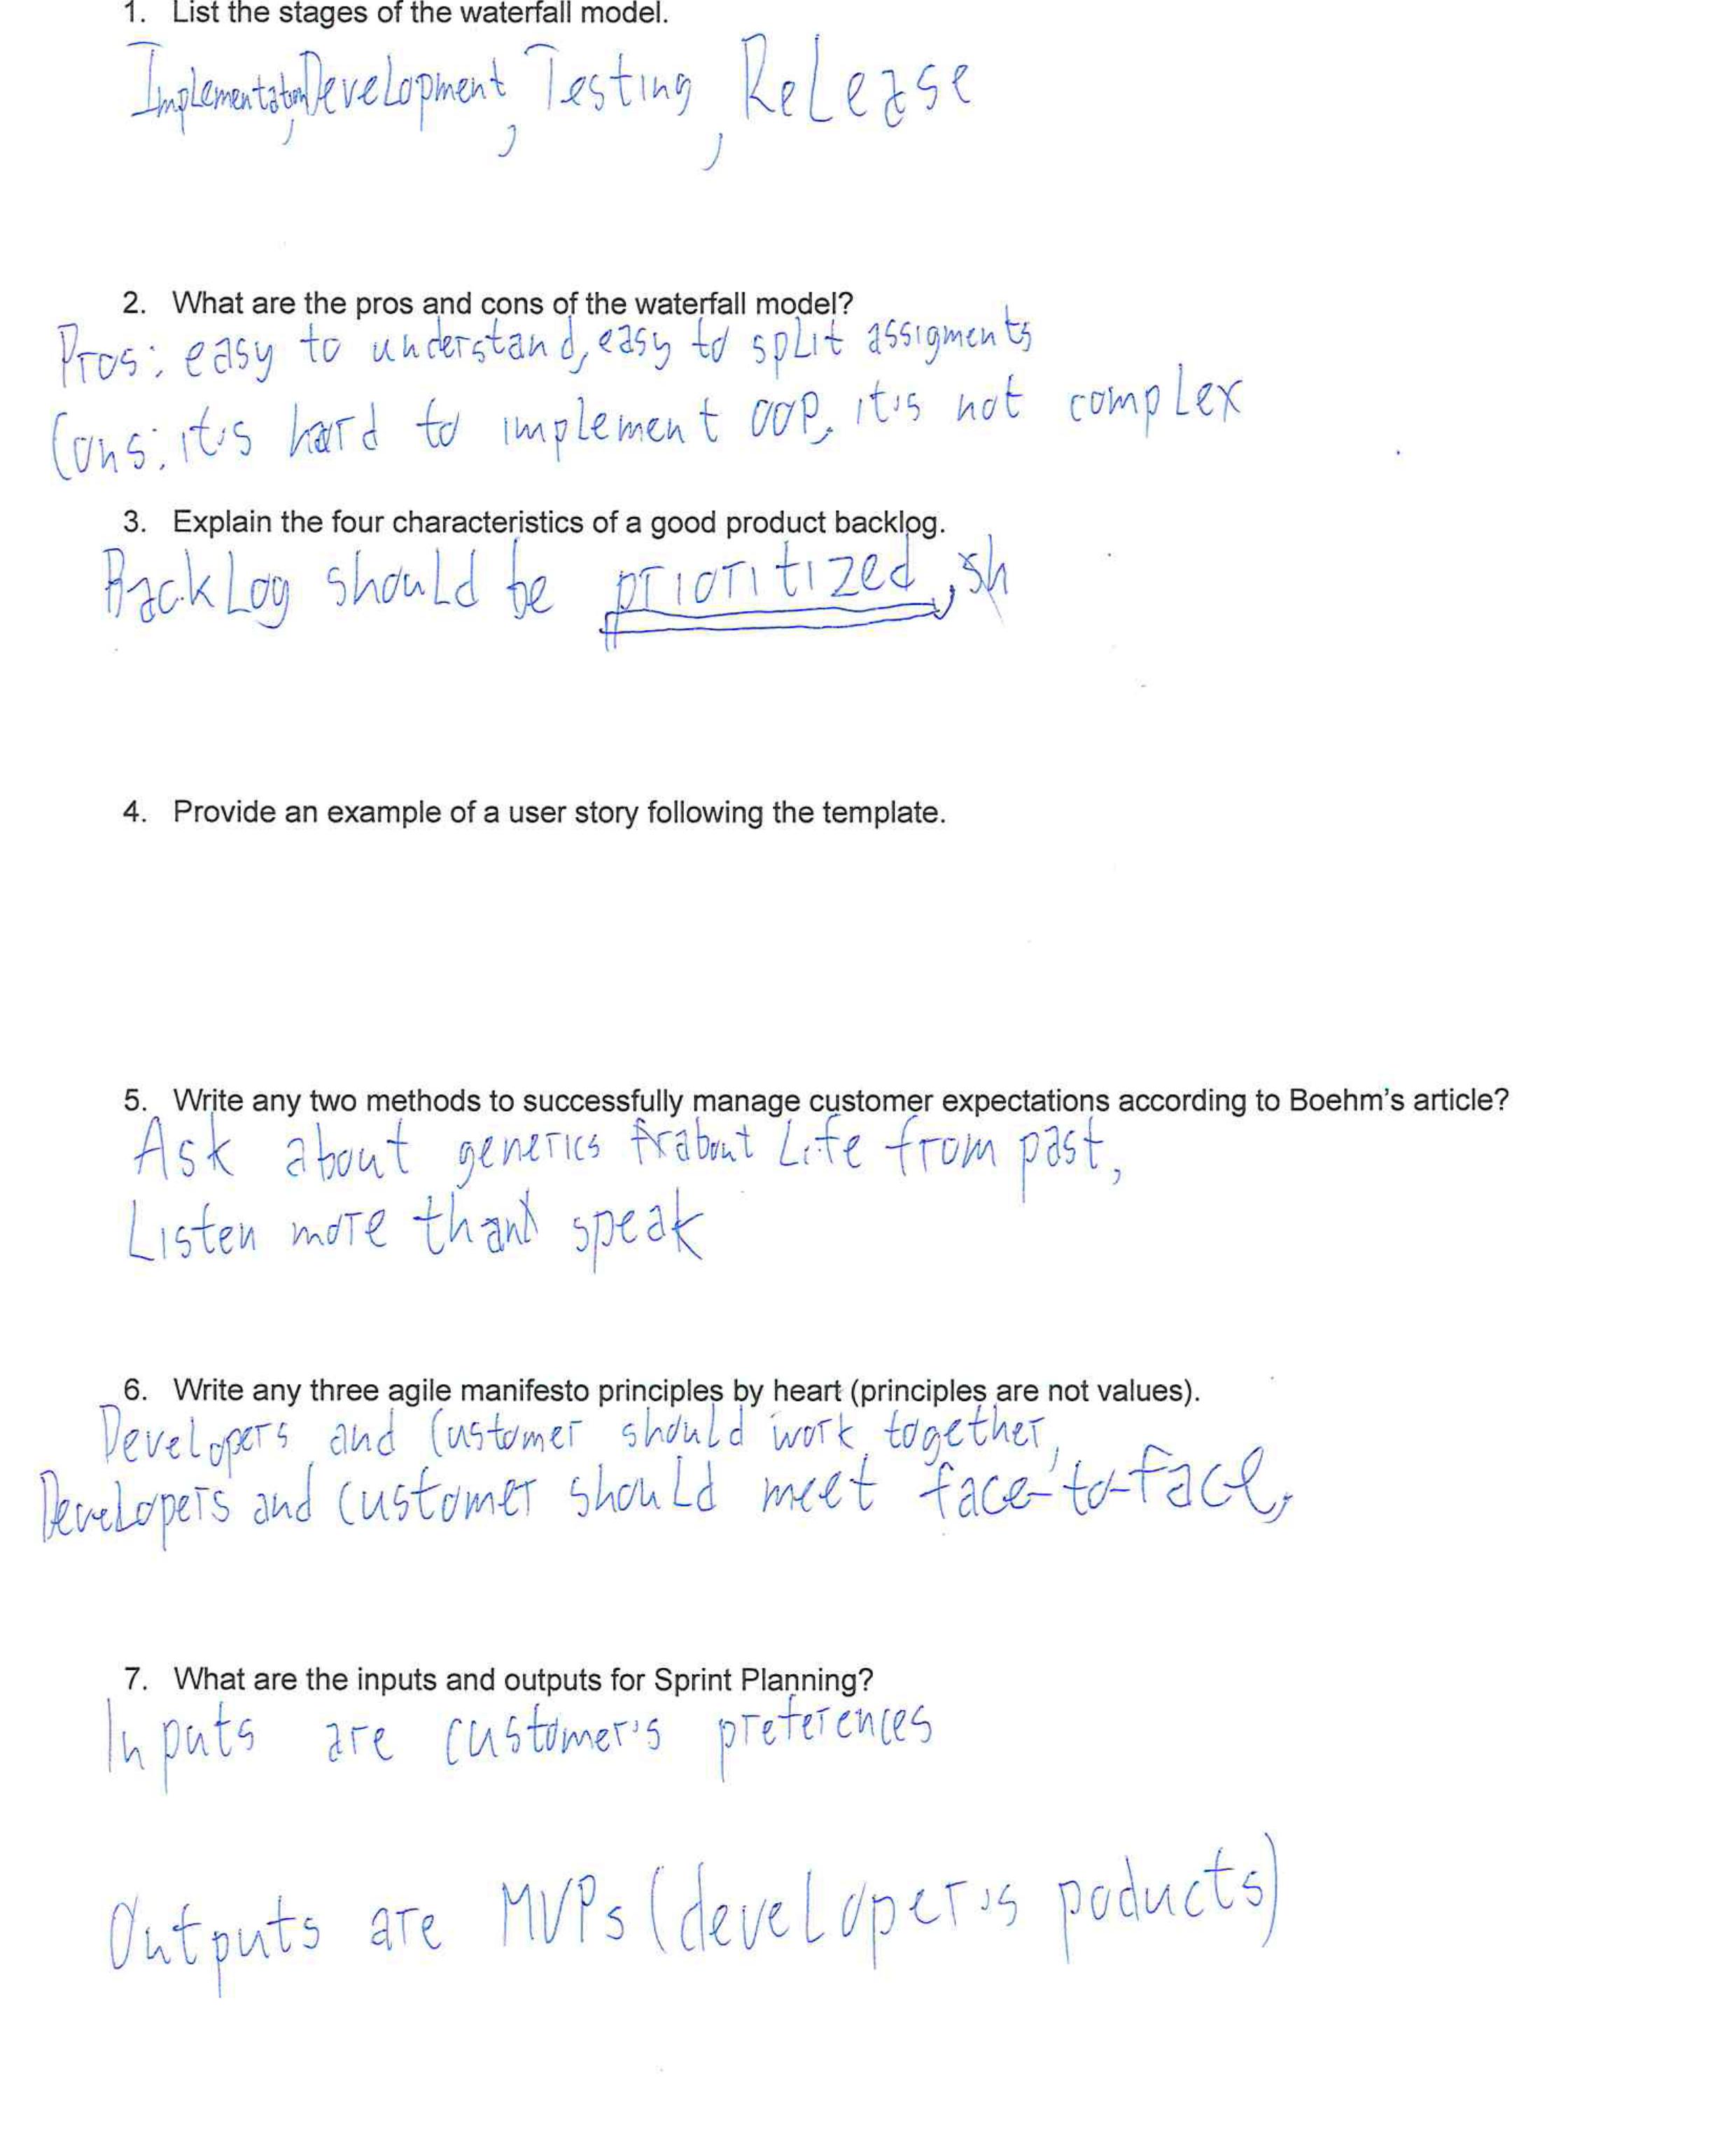 1. List the stages of the waterfall model.
Implementation, Development, Testing, Release
2. What are the pros and cons of the waterfall model?
Pros: easy to understand, easy to split assigments
Cons: it's hard to implement OOP, it's not complex
3. Explain the four characteristics of a good product backlog.
BackLog should be prioritized, sh
4. Provide an example of a user story following the template.
5. Write any two methods to successfully manage customer expectations according to Boehm's article?
Ask about generics about Life from past,
Listen more than speak
6. Write any three agile manifesto principles by heart (principles are not values).
Developers and Customer should work together,
Developers and customer should meet face-to-face,
7. What are the inputs and outputs for Sprint Planning?
Inputs are customer's preferences
Outputs are MVPs (developer's poducts)